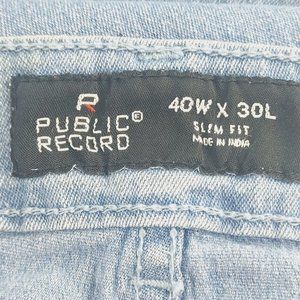 R
PUBLIC©
RECORD
40W X 30L
SLIM FIT
MADE IN INDIA